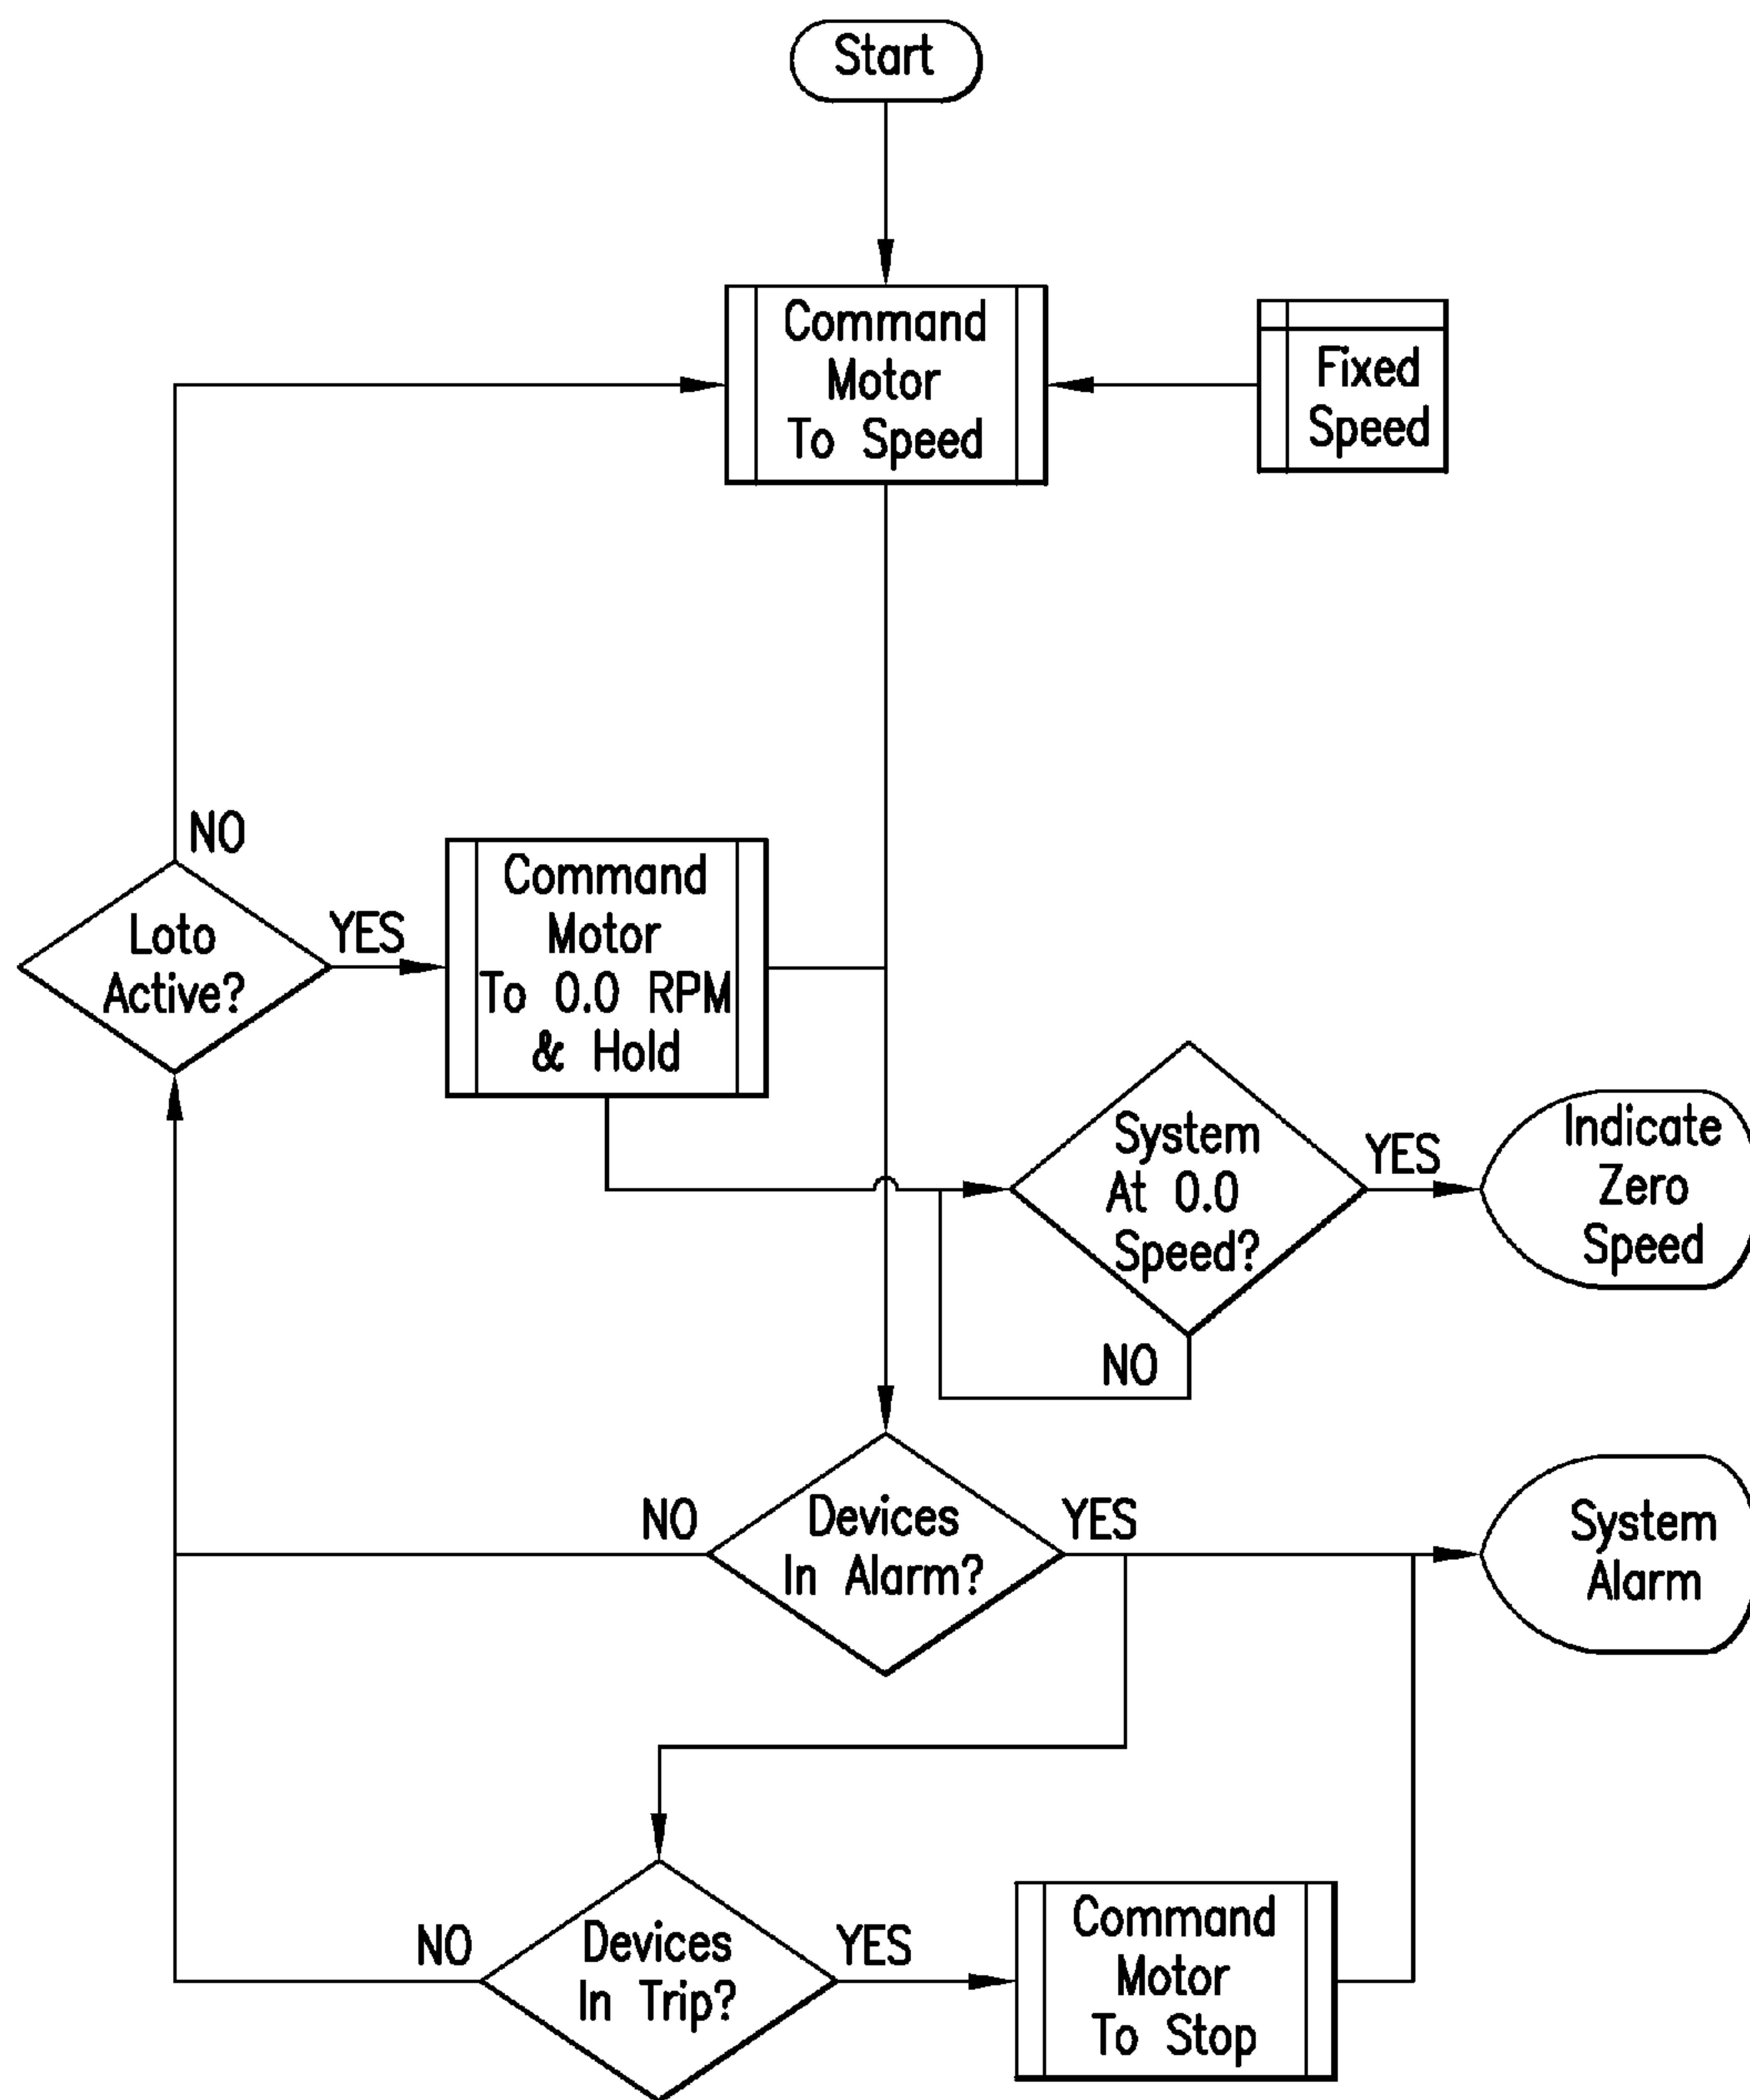 Start
Command
Motor
To Speed
Fixed
Speed
NO
Loto
Active?
YES
Command
Motor
To 0.0 RPM
& Hold
System
At 0.0
Speed?
YES
NO
Indicate
Zero
Speed
NO
Devices
In Alarm?
YES
System
Alarm
NO
Devices
In Trip?
YES
Command
Motor
To Stop